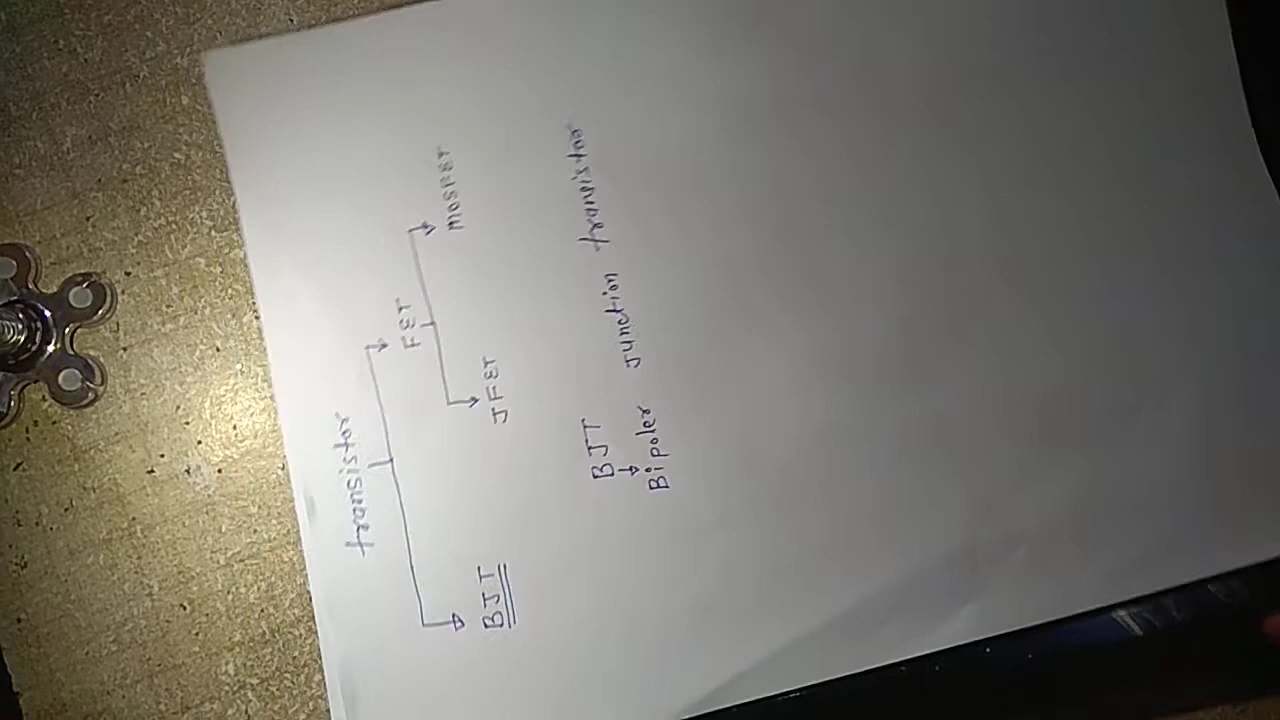 transistor
FET
BJT
JFET
MOSFET
BJT
Bipoler Junction transistor